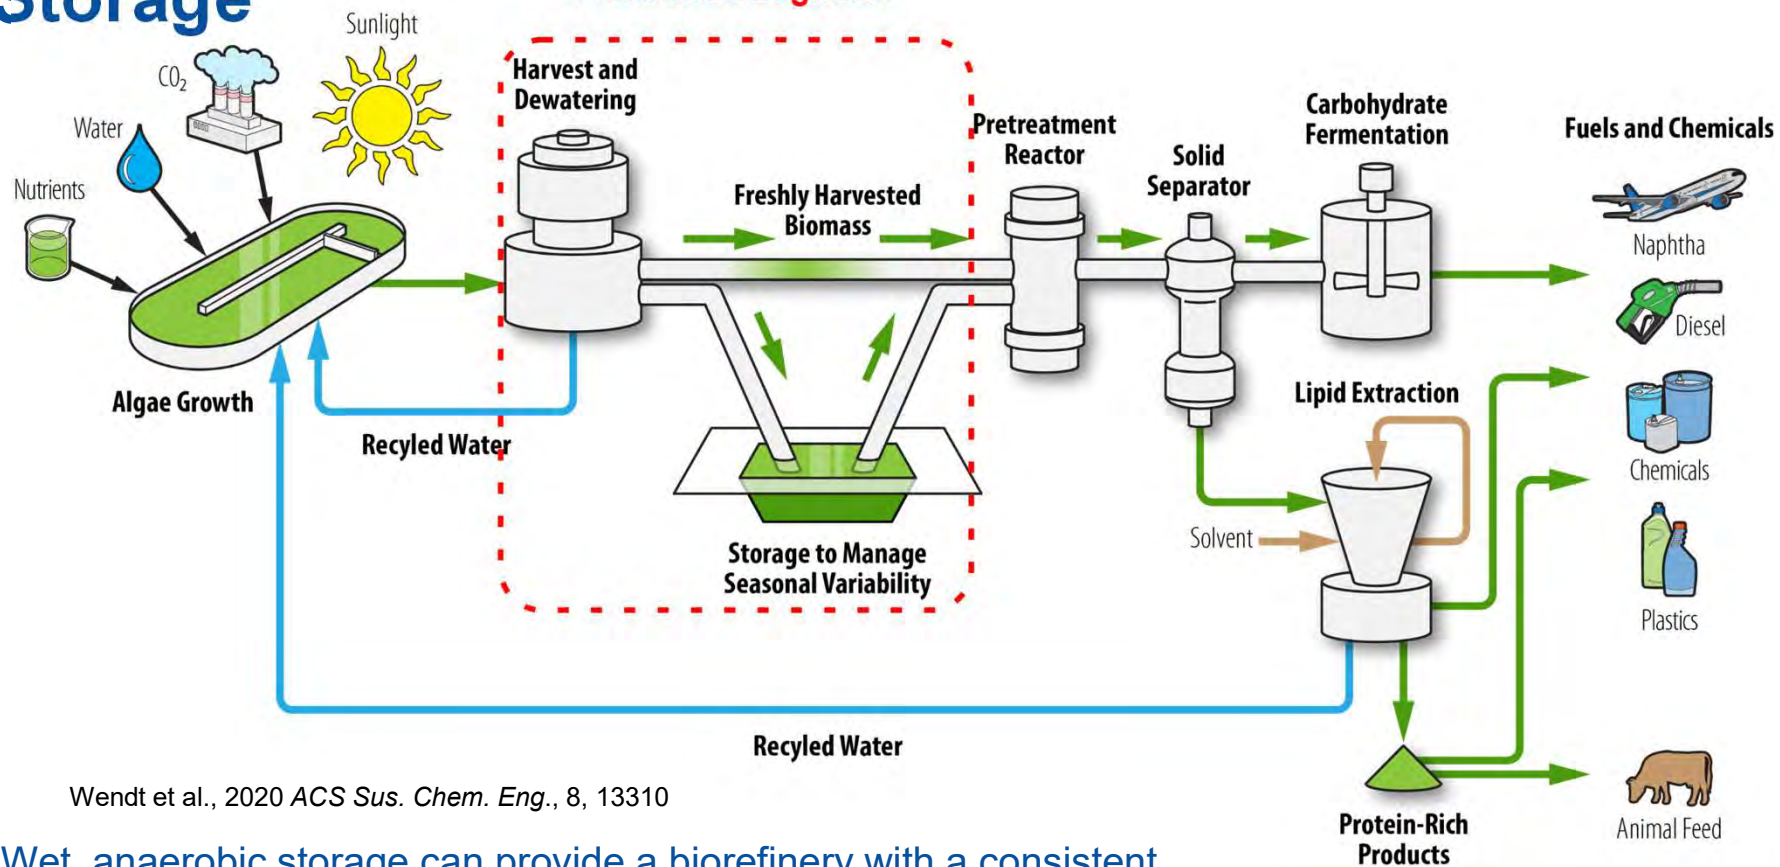 Storage
Sunlight
CO₂
Water
Nutrients
Harvest and
Dewatering
Freshly Harvested
Biomass
Pretreatment
Reactor
Solid
Separator
Carbohydrate
Fermentation
Fuels and Chemicals
Naphtha
Diesel
Algae Growth
Recyled Water
Lipid Extraction
Chemicals
Solvent
Storage to Manage
Seasonal Variability
Plastics
Recyled Water
Wendt et al., 2020 ACS Sus. Chem. Eng., 8, 13310
Protein-Rich
Products
Animal Feed
Wet, anaerobic storage can provide a biorefinery with a consistent